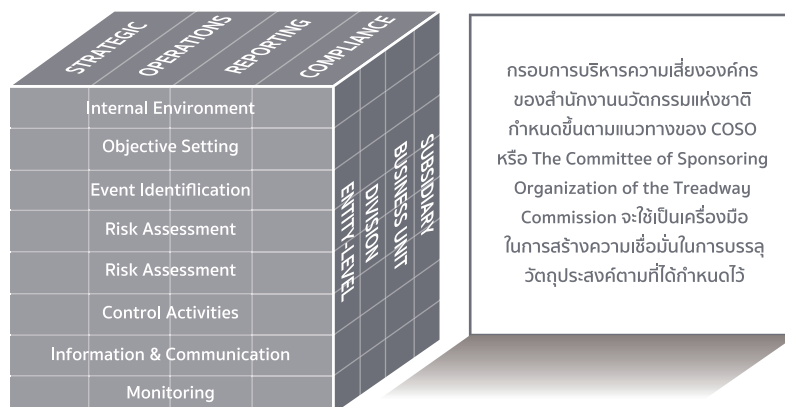 STRATEGIC
OPERATIONS
REPORTING
COMPLIANCE
Internal Environment
Objective Setting
Event Identiflication
Risk Assessment
Risk Assessment
Control Activities
Information & Communication
Monitoring
ENTITY-LEVEL
DIVISION
BUSINESS UNIT
SUBSIDIARY
กรอบการบริหารความเสี่ยงองค์กร
ของสำนักงานนวัตกรรมแห่งชาติ
กำหนดขึ้นตามแนวทางของ COSO
หรือ The Committee of Sponsoring
Organization of the Treadway
Commission จะใช้เป็นเครื่องมือ
ในการสร้างความเชื่อมั่นในการบรรลุ
วัตถุประสงค์ตามที่ได้กำหนดไว้